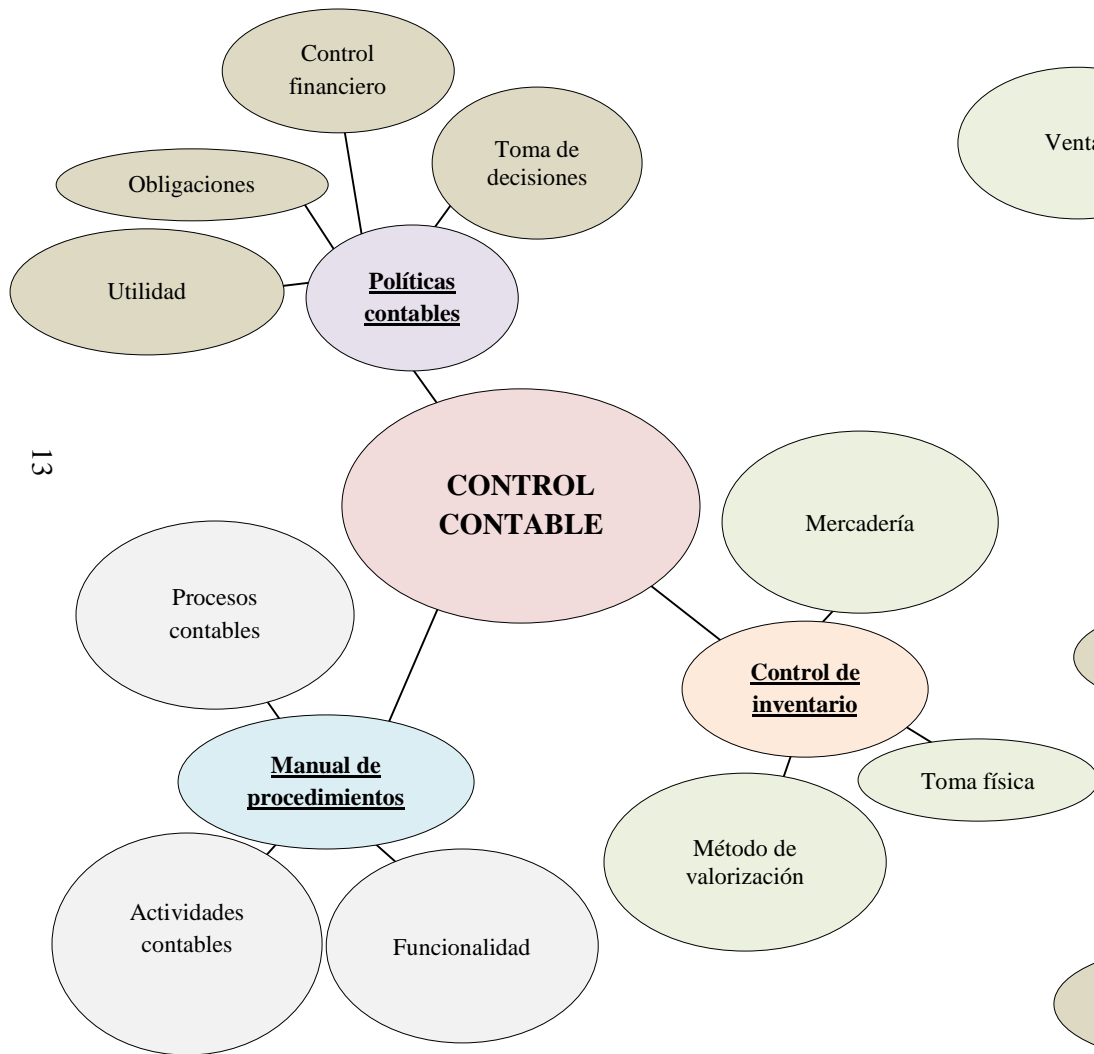 Control
financiero
Toma de
decisiones
Obligaciones
Utilidad
Políticas
contables
Venta
13
CONTROL
CONTABLE
Mercadería
Procesos
contables
Control de
inventario
Manual de
procedimientos
Toma física
Método de
valorización
Actividades
contables
Funcionalidad